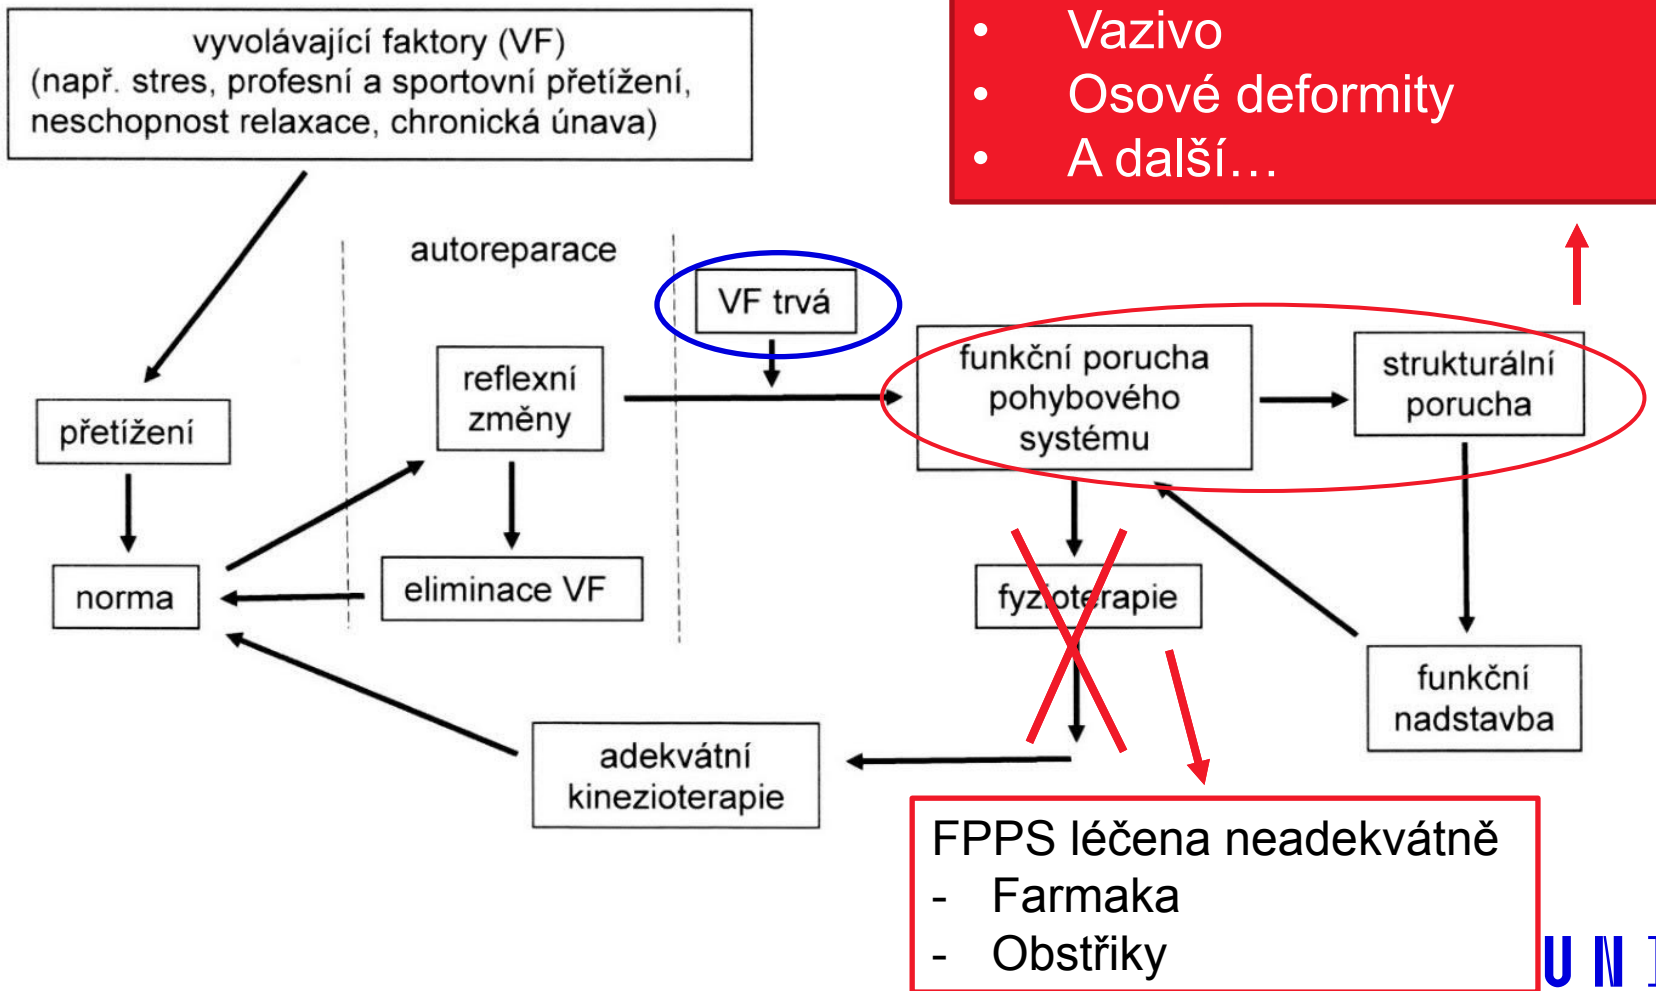 vyvolávající faktory (VF)
(např. stres, profesní a sportovní přetížení,
neschopnost relaxace, chronická únava)
• Vazivo
• Osové deformity
• A další…
autoreparace
VF trvá
přetížení
reflexní
změny
funkční porucha
pohybového
systému
strukturální
porucha
norma
eliminace VF
fyzioterapie
funkční
nadstavba
adekvátní
kinezioterapie
FPPS léčena neadekvátně
- Farmaka
- Obstřiky
U N